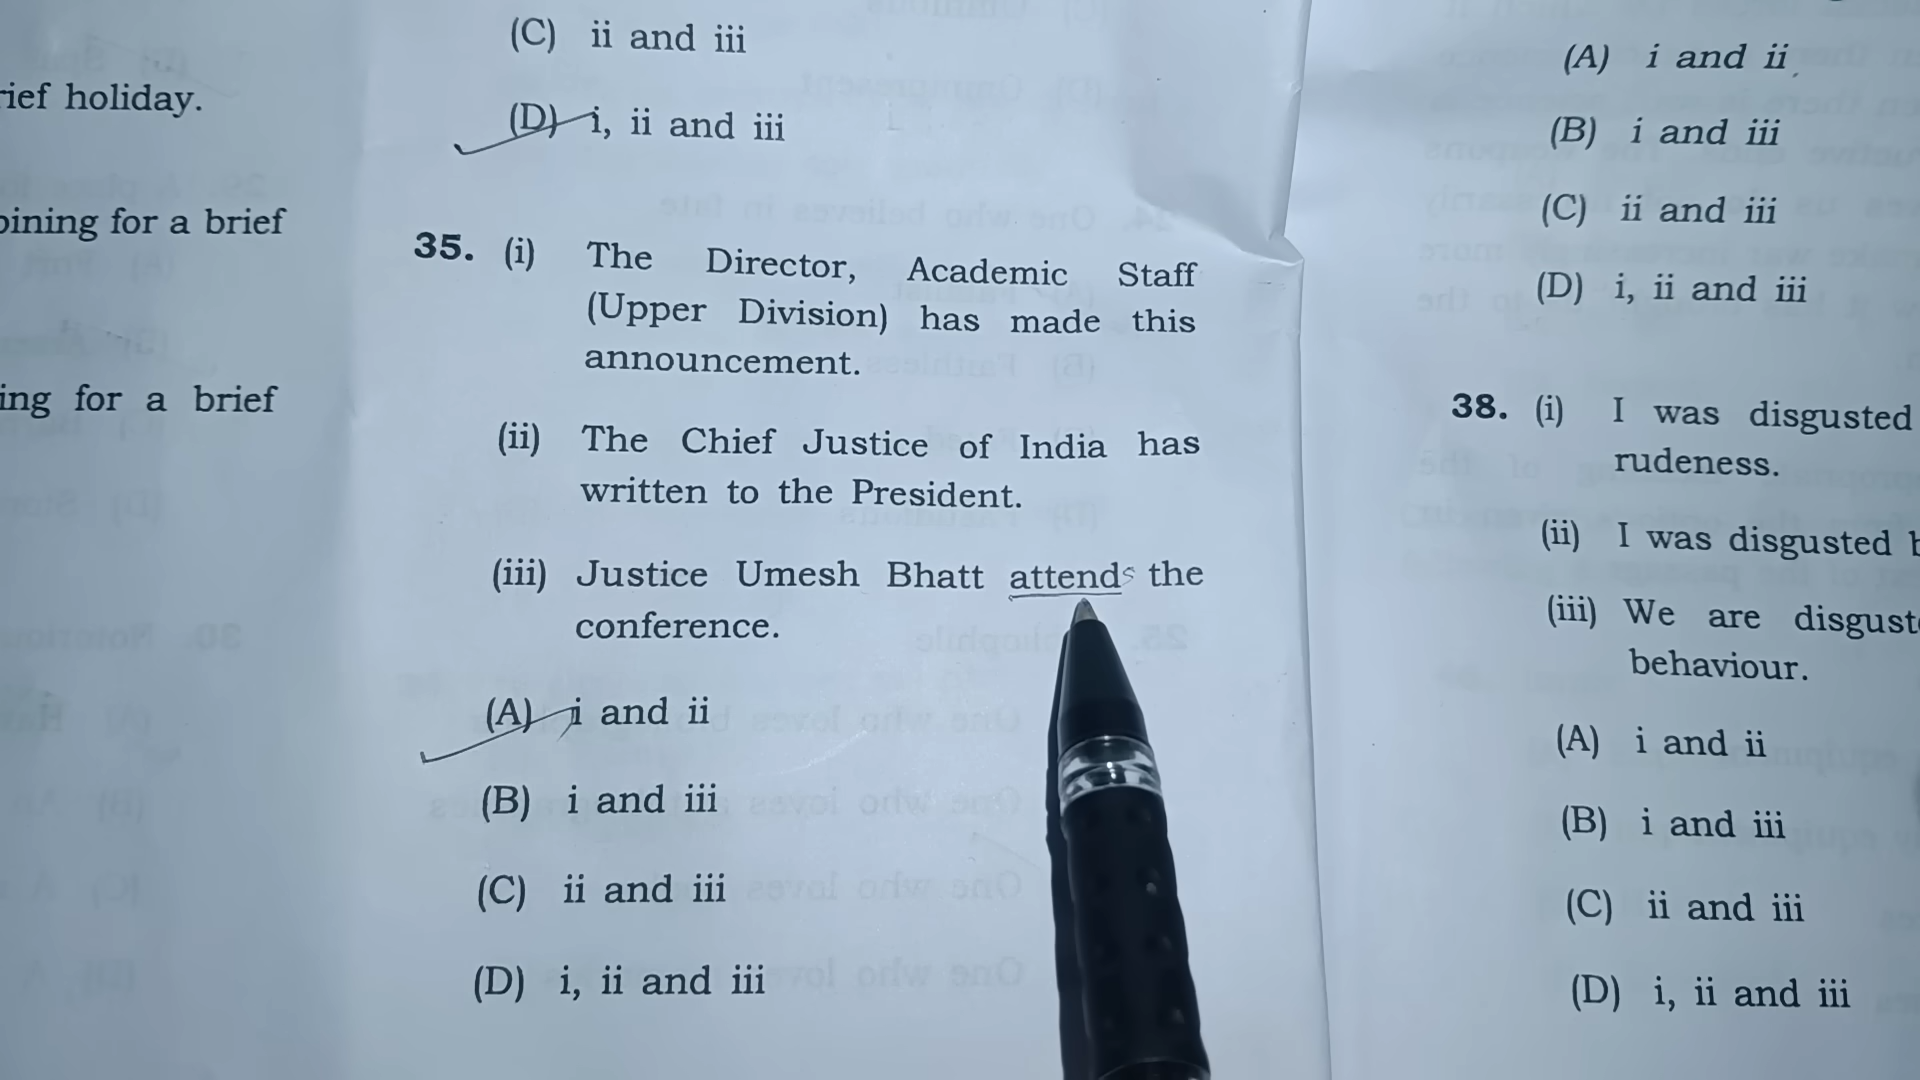 rief holiday.
oining for a brief
ing for a brief
(C) ii and iii
(D) i, ii and iii
35. (i) The Director, Academic Staff
(Upper Division) has made this
announcement.
(ii) The Chief Justice of India has
written to the President.
(iii) Justice Umesh Bhatt attends the
conference.
(A) i and ii
(B) i and iii
(C) ii and iii
(D) i, ii and iii
(A) i and ii
(B) i and iii
(C) ii and iii
(D) i, ii and iii
38. (i) I was disgusted
rudeness.
(ii) I was disgusted
(iii) We are disguste
behaviour.
(A) i and ii
(B) i and iii
(C) ii and iii
(D) i, ii and iii